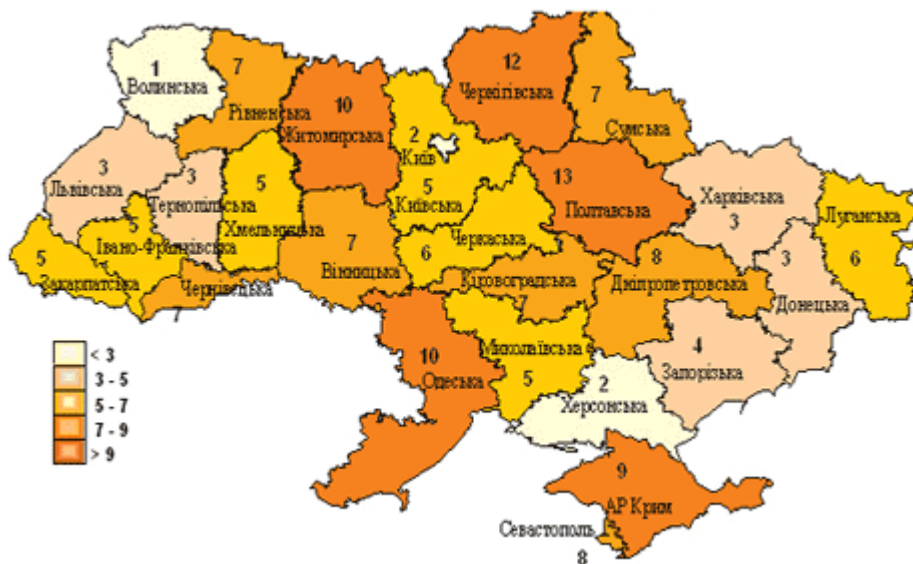 1
Волинська
7
Рівненська
10
Житомирська
2
Київ
12
Чернігівська
7
Сумська
3
Львівська
3
Тернопільська
5
Хмельницька
5
Київська
13
Полтавська
Харківська
3
Луганська
6
5
Закарпатська
5
Івано-Франківська
Чернівецька
7
7
Вінницька
Черкаська
6
Кіровоградська
7
8
Дніпропетровська
3
Донецька
10
Одеська
Миколаївська
5
2
Херсонська
4
Запорізька
9
АР Крим
Севастополь
8
< 3
3 - 5
5 - 7
7 - 9
> 9